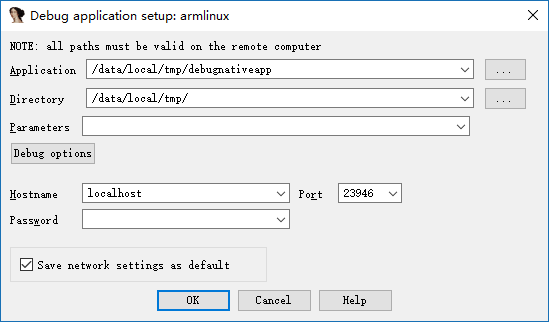 Debug application setup: armlinux
NOTE: all paths must be valid on the remote computer
Application /data/local/tmp/debugnativeapp ...
Directory /data/local/tmp/ ...
Parameters
Debug options
Hostname localhost Port 23946
Password
Save network settings as default
OK Cancel Help